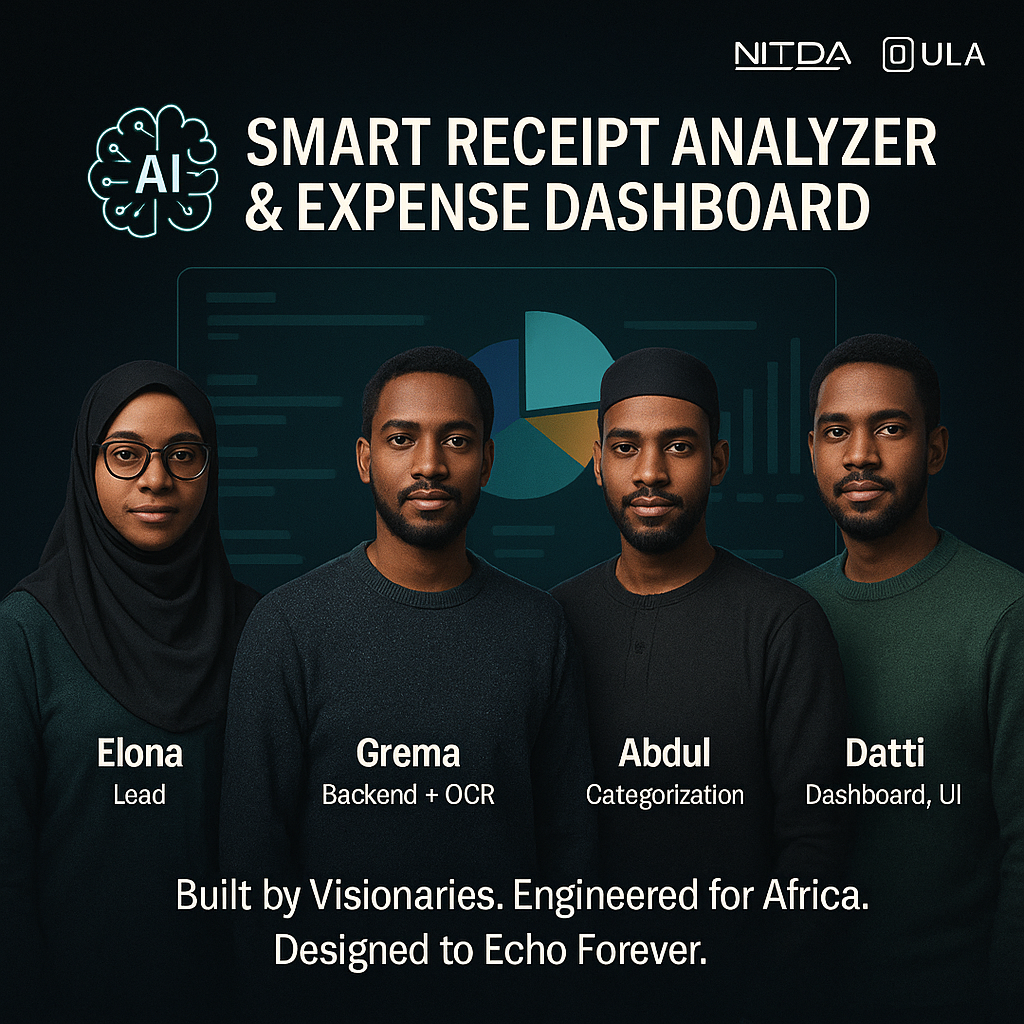 NITDA OULA
AI
SMART RECEIPT ANALYZER
& EXPENSE DASHBOARD
Elona
Lead
Grema
Backend + OCR
Abdul
Categorization
Datti
Dashboard, UI
Built by Visionaries. Engineered for Africa.
Designed to Echo Forever.